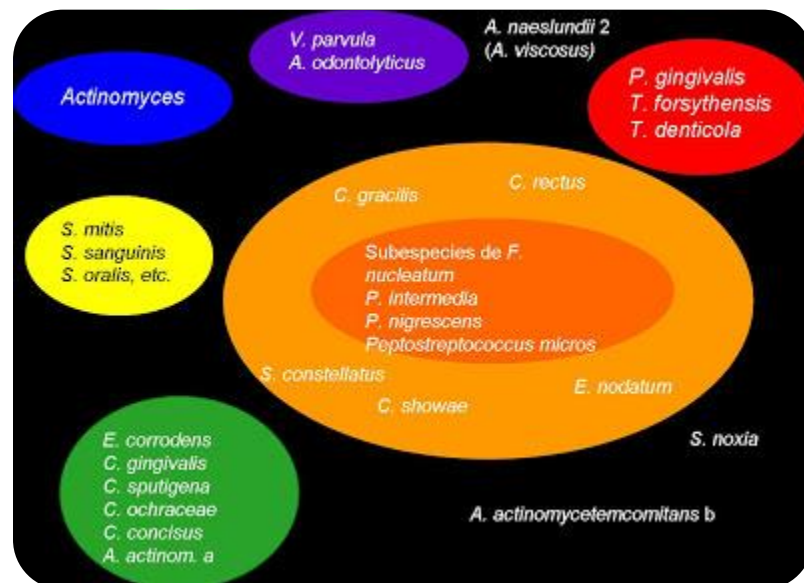 V. parvula
A. odontolyticus
A. naeslundii 2
(A. viscosus)
Actinomyces
P. gingivalis
T. forsythensis
T. denticola
C. gracilis
C. rectus
S. mitis
S. sanguinis
S. oralis, etc.
Subespecies de F.
nucleatum
P. intermedia
P. nigrescens
Peptostreptococcus micros
S. constellatus
C. showae
E. nodatum
S. noxia
E. corrodens
C. gingivalis
C. sputigena
C. ochraceae
C. concisus
A. actinom. a
A. actinomycetemcomitans b